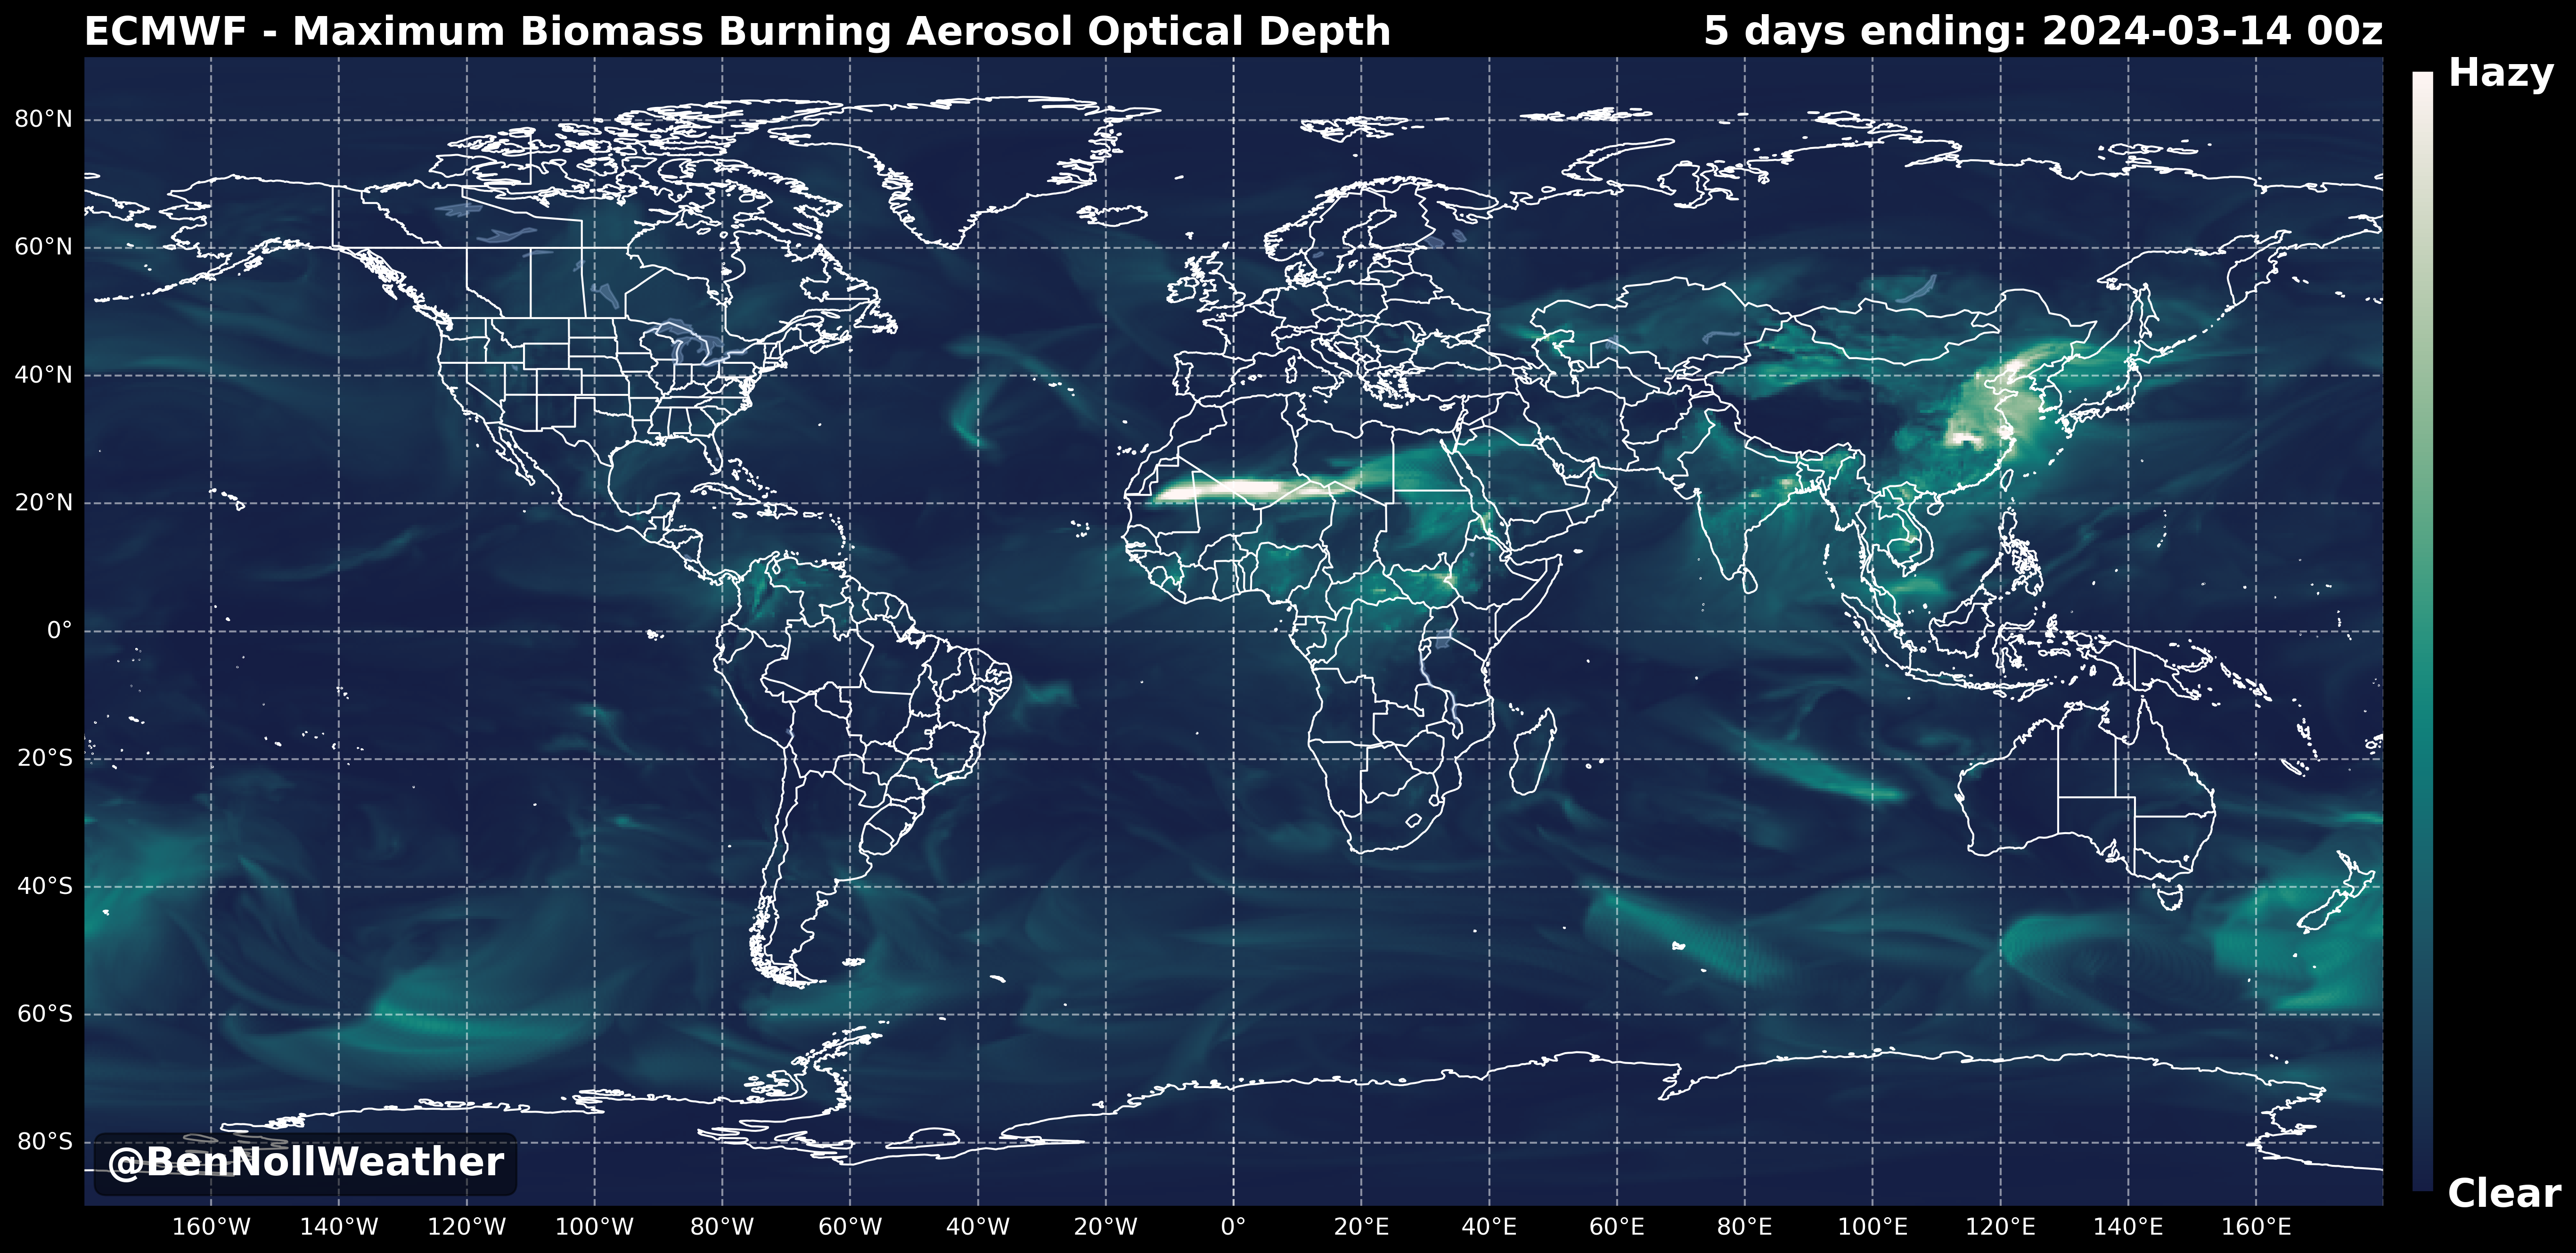 ECMWF - Maximum Biomass Burning Aerosol Optical Depth
5 days ending: 2024-03-14 00z
Hazy
80°N
60°N
40°N
20°N
0°
20°S
40°S
60°S
80°S
Clear
@BenNollWeather
160°W 140°W 120°W 100°W 80°W 60°W 40°W 20°W 0° 20°E 40°E 60°E 80°E 100°E 120°E 140°E 160°E